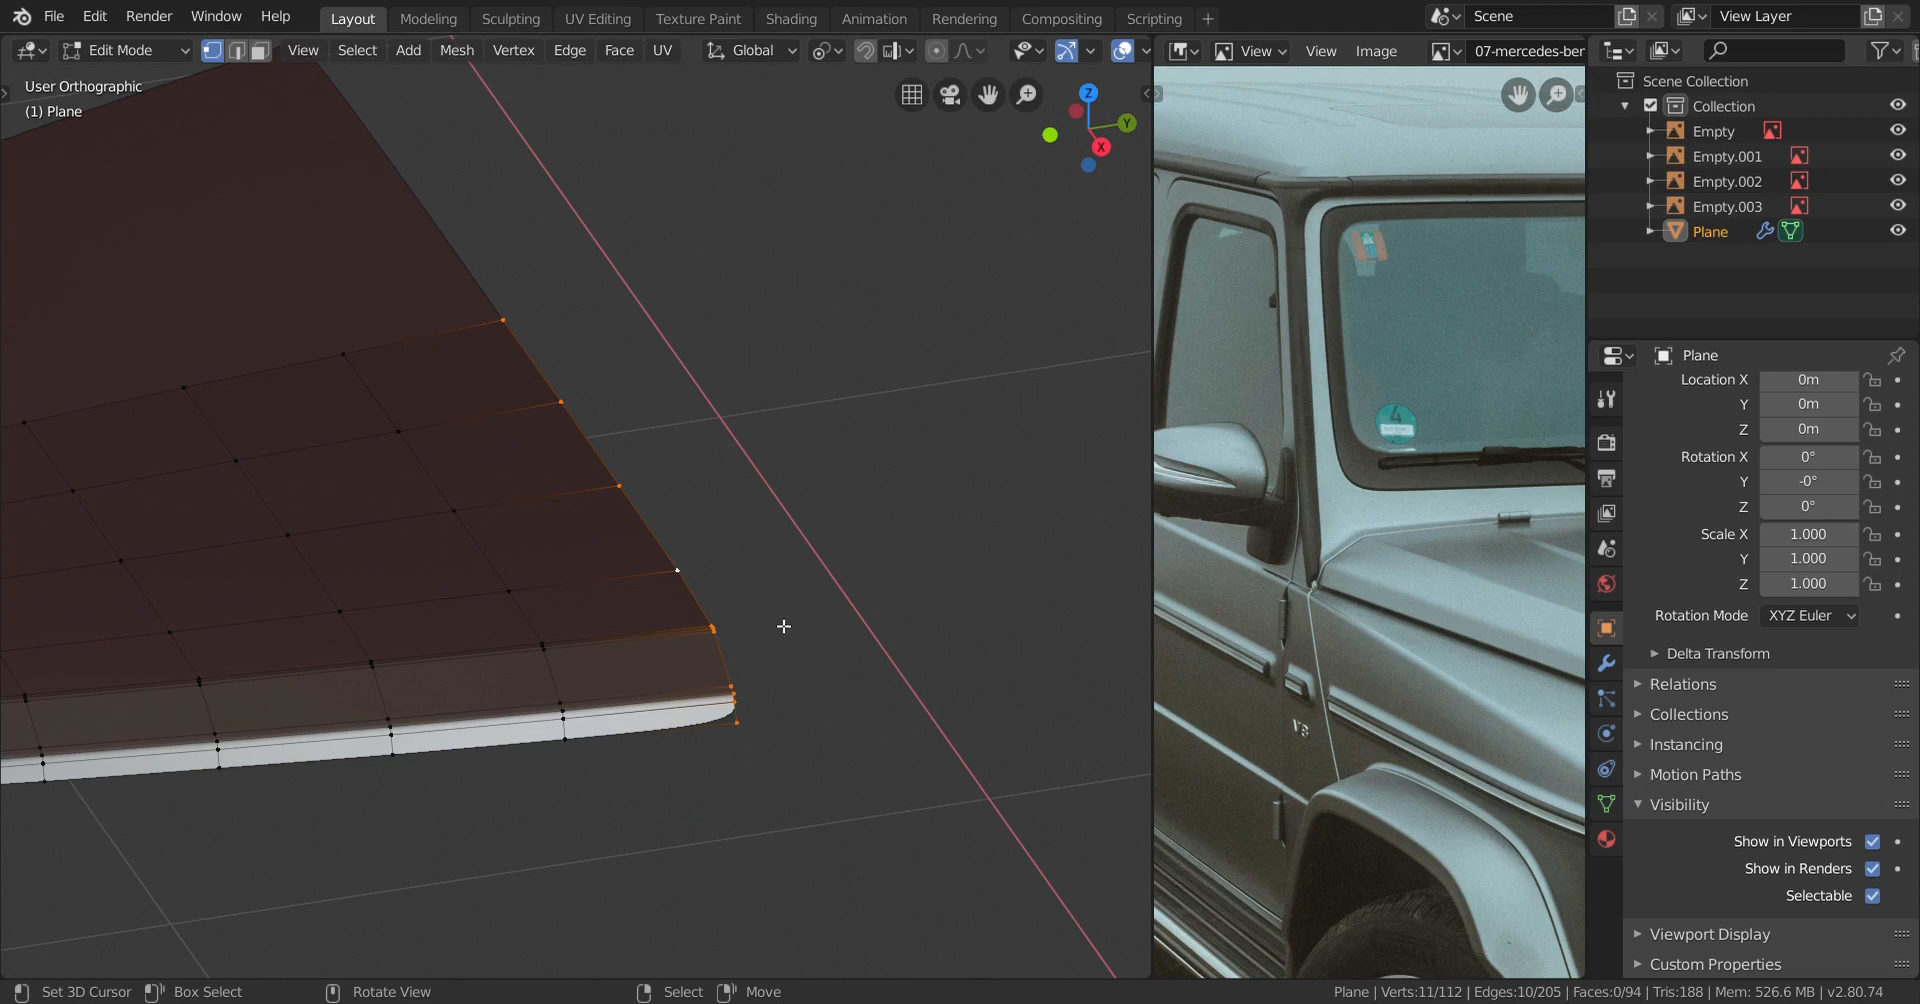 File Edit Render Window Help Layout Modeling Sculpting UV Editing Texture Paint Shading Animation Rendering Compositing Scripting + Scene View Layer
Edit Mode View Select Add Mesh Vertex Edge Face UV Global View View Image 07-mercedes-ber
User Orthographic
(1) Plane
Z
Y
X
4
V8
Scene Collection
Collection
Empty
Empty.001
Empty.002
Empty.003
Plane
Plane
Location X 0m
Y 0m
Z 0m
Rotation X 0°
Y -0°
Z 0°
Scale X 1.000
Y 1.000
Z 1.000
Rotation Mode XYZ Euler
Delta Transform
Relations
Collections
Instancing
Motion Paths
Visibility
Show in Viewports
Show in Renders
Selectable
Viewport Display
Custom Properties
Set 3D Cursor Box Select Rotate View Select Move Plane | Verts:11/112 | Edges:10/205 | Faces:0/94 | Tris:188 | Mem: 526.6 MB | v2.80.74